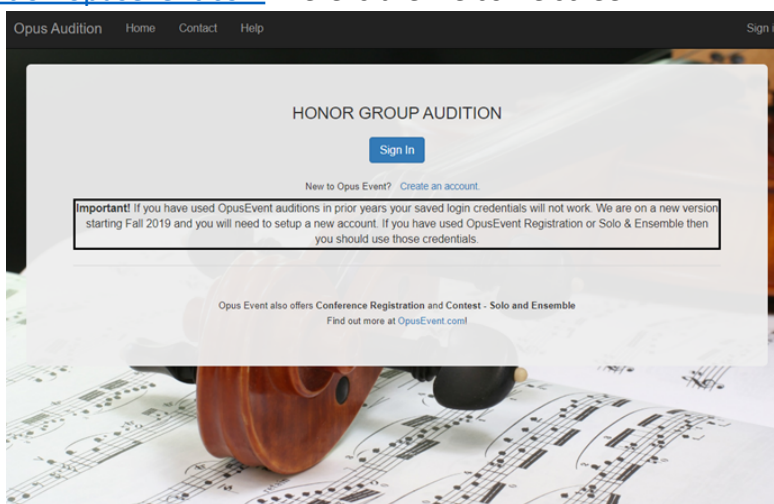 Opus Audition Home Contact Help Sign
HONOR GROUP AUDITION
Sign In
New to Opus Event? Create an account.
Important! If you have used OpusEvent auditions in prior years your saved login credentials will not work. We are on a new version
starting Fall 2019 and you will need to setup a new account. If you have used OpusEvent Registration or Solo & Ensemble then
you should use those credentials.
Opus Event also offers Conference Registration and Contest - Solo and Ensemble
Find out more at OpusEvent.com!